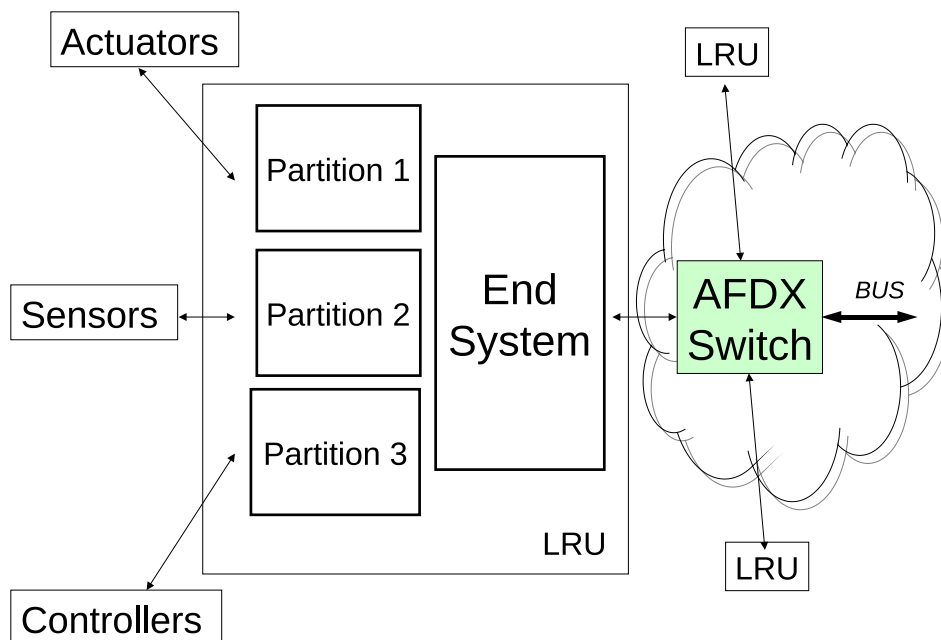 Actuators
LRU
Partition 1
End
System
AFDX
Switch
BUS
Sensors
Partition 2
Partition 3
LRU
LRU
Controllers